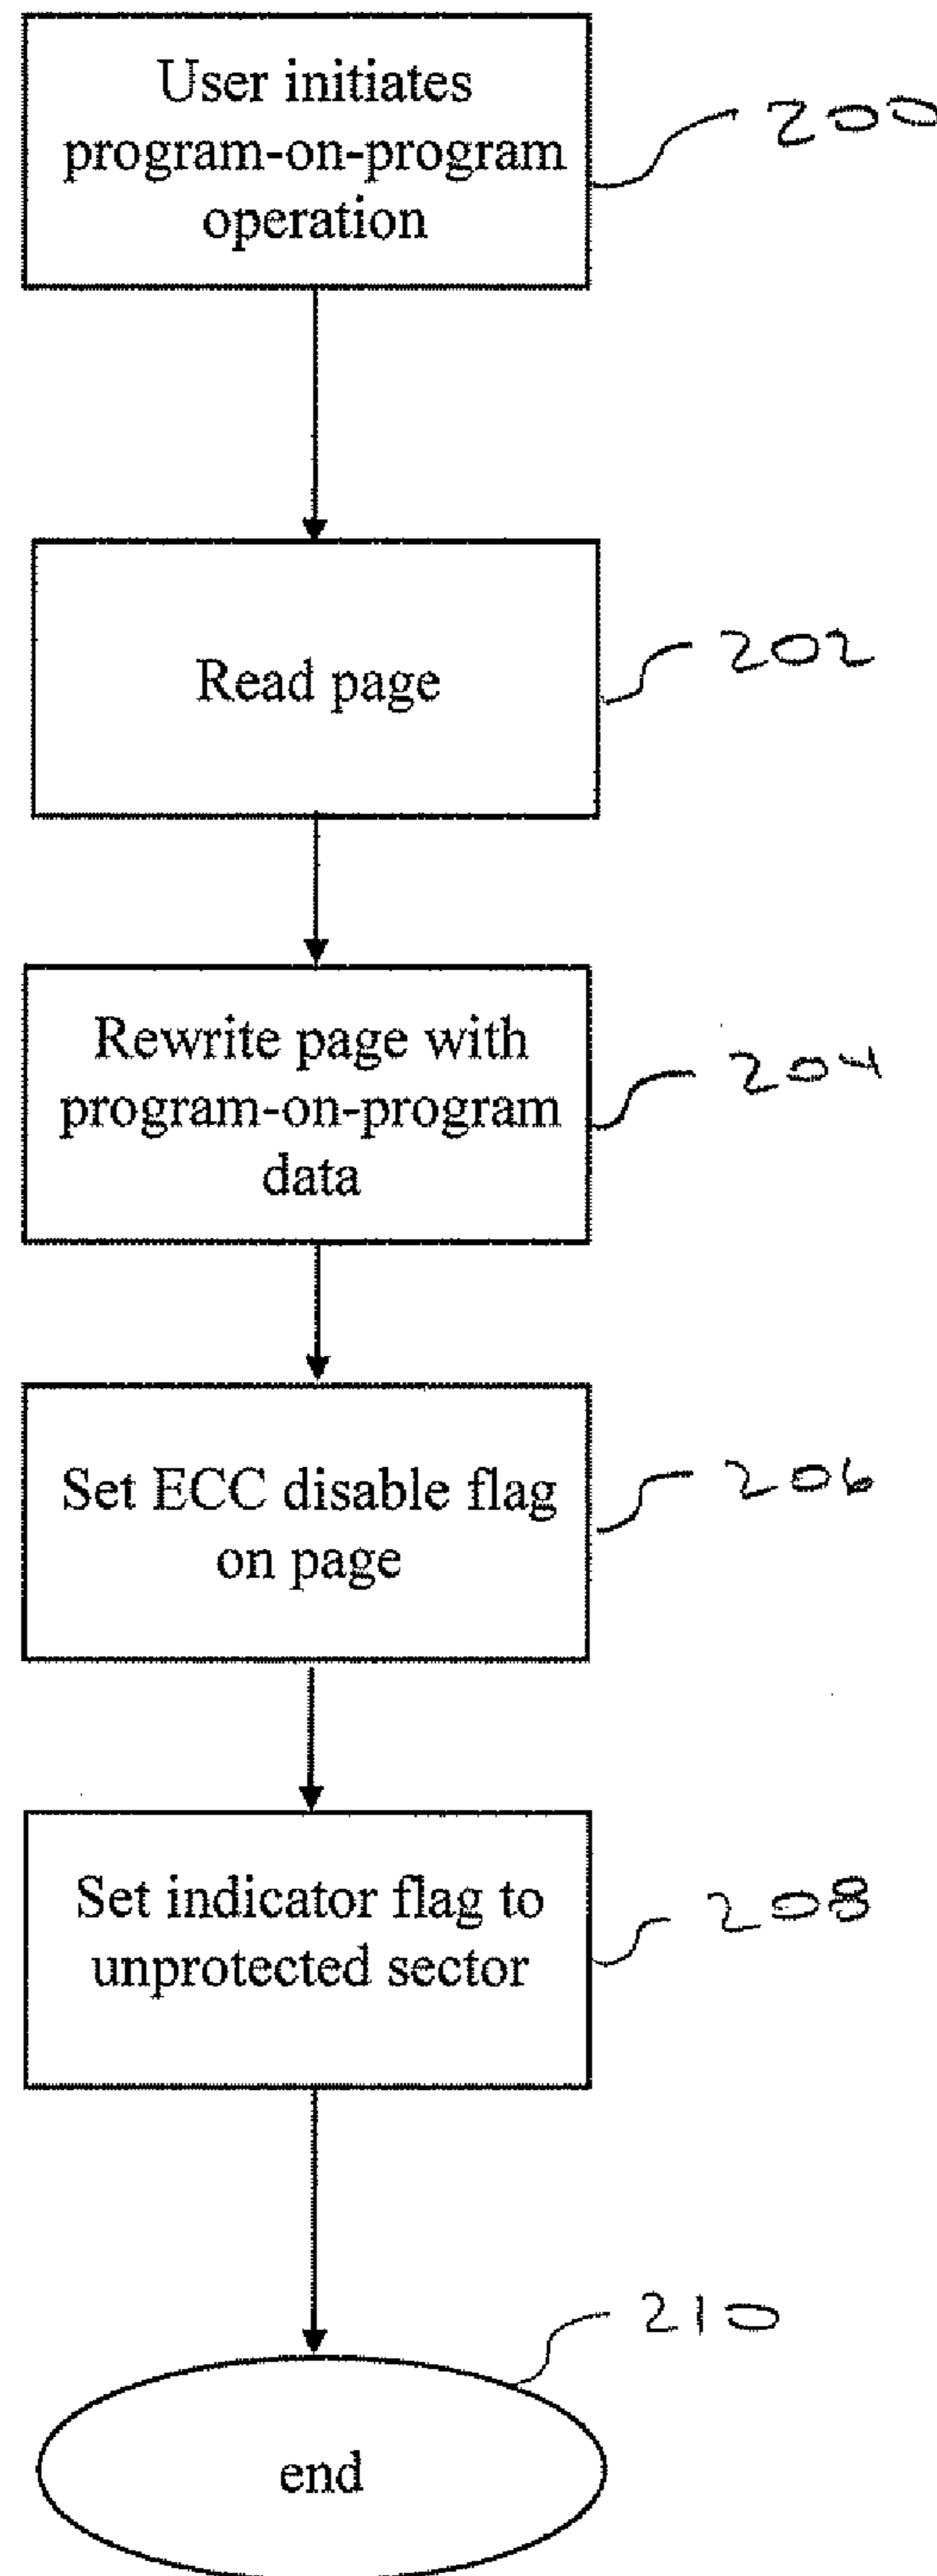 User initiates
program-on-program
operation
200
Read page
202
Rewrite page with
program-on-program
data
204
Set ECC disable flag
on page
206
Set indicator flag to
unprotected sector
208
210
end